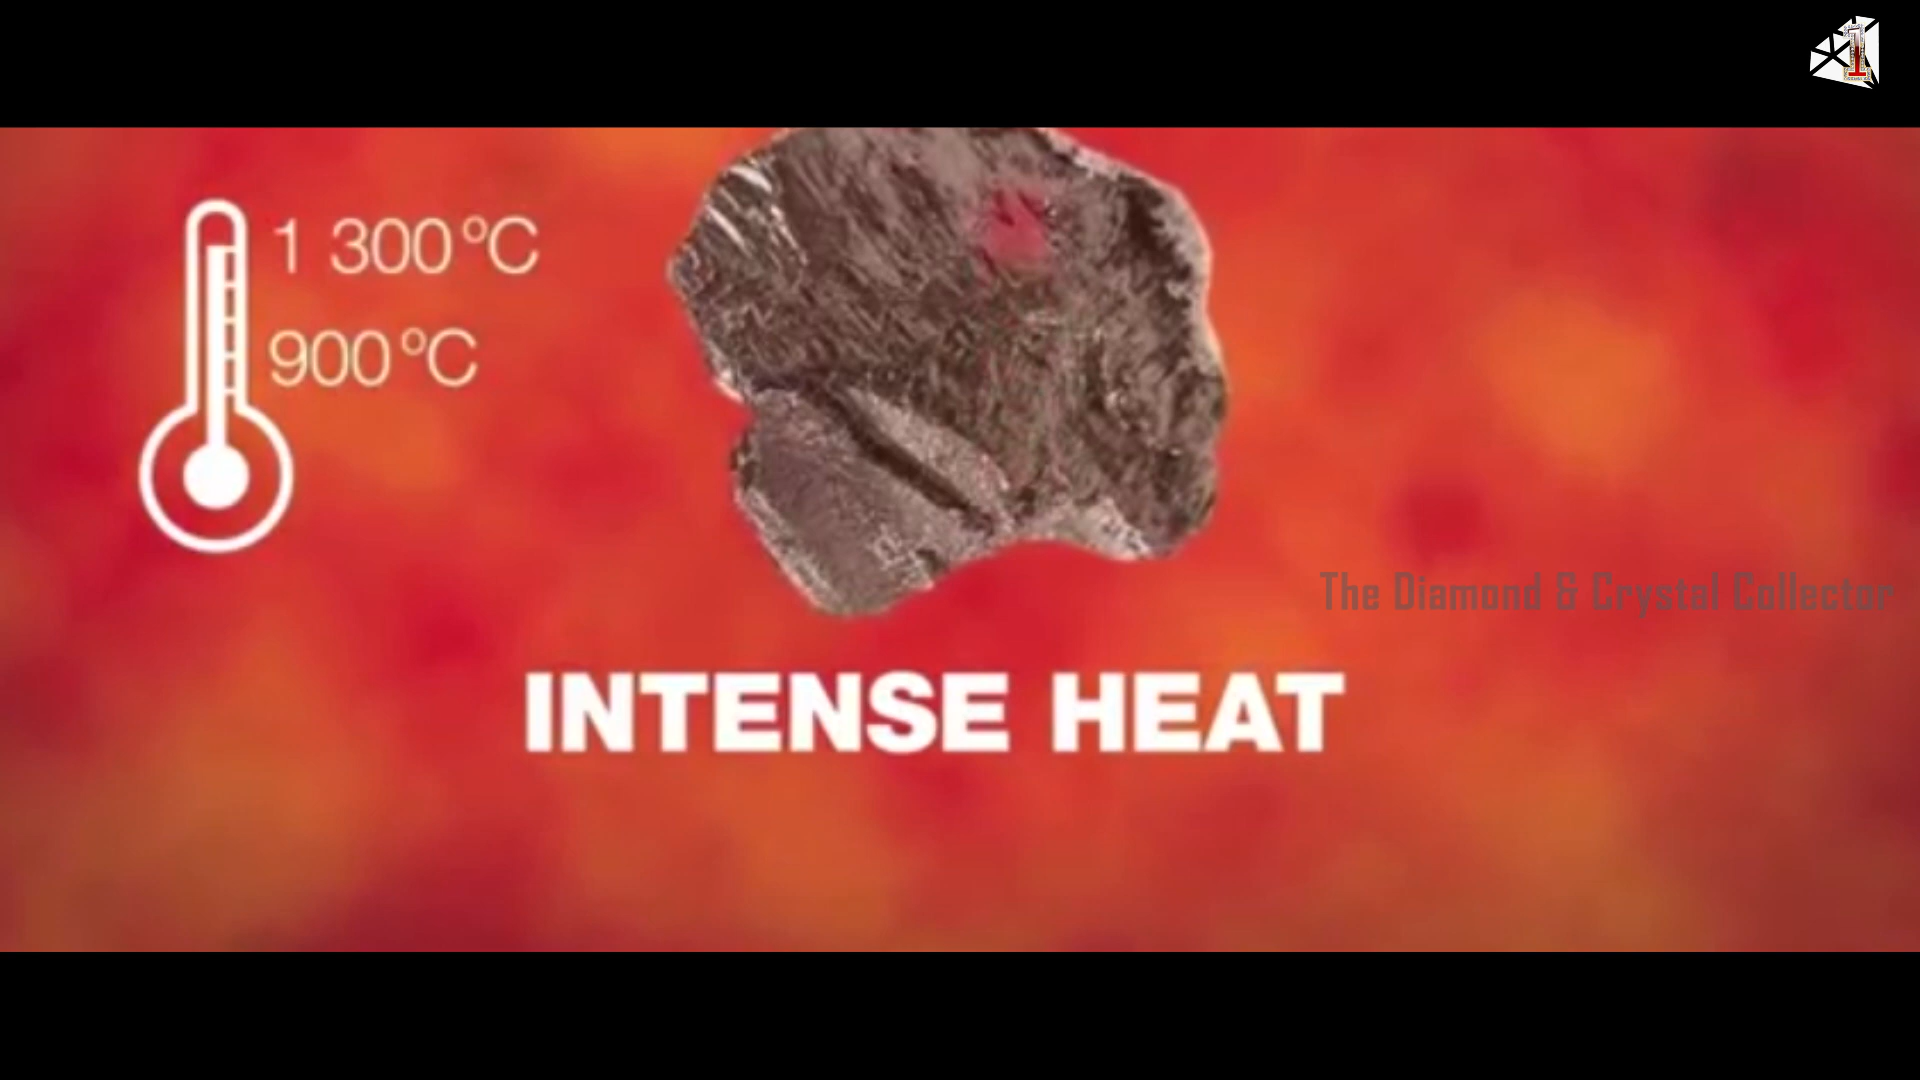 1 300°C
900°C
The Diamond & Crystal Collector
INTENSE HEAT